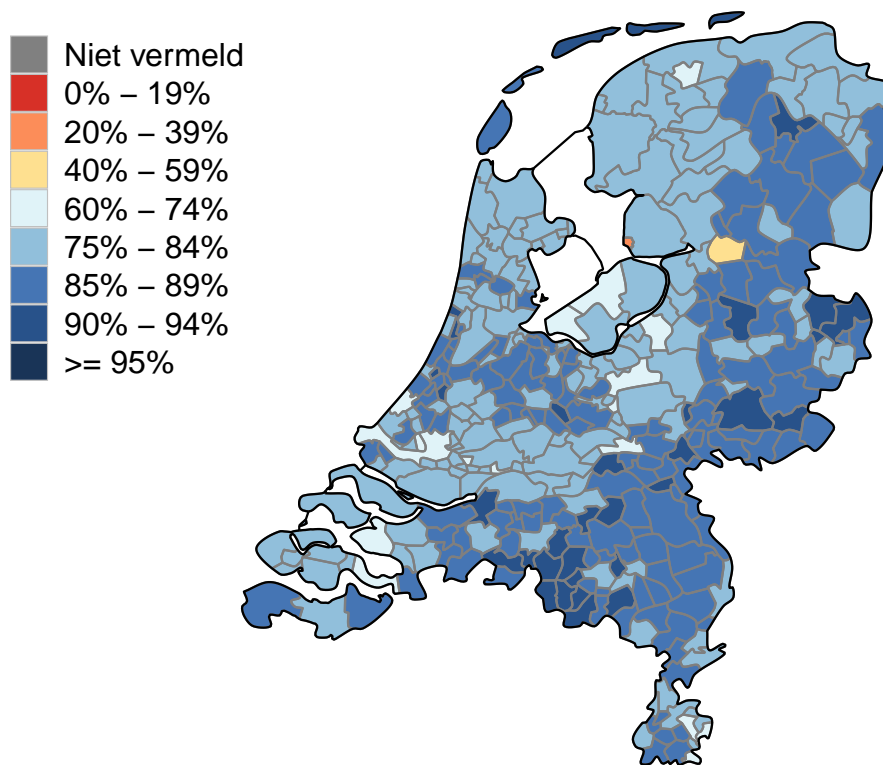 Niet vermeld
0% – 19%
20% – 39%
40% – 59%
60% – 74%
75% – 84%
85% – 89%
90% – 94%
>= 95%